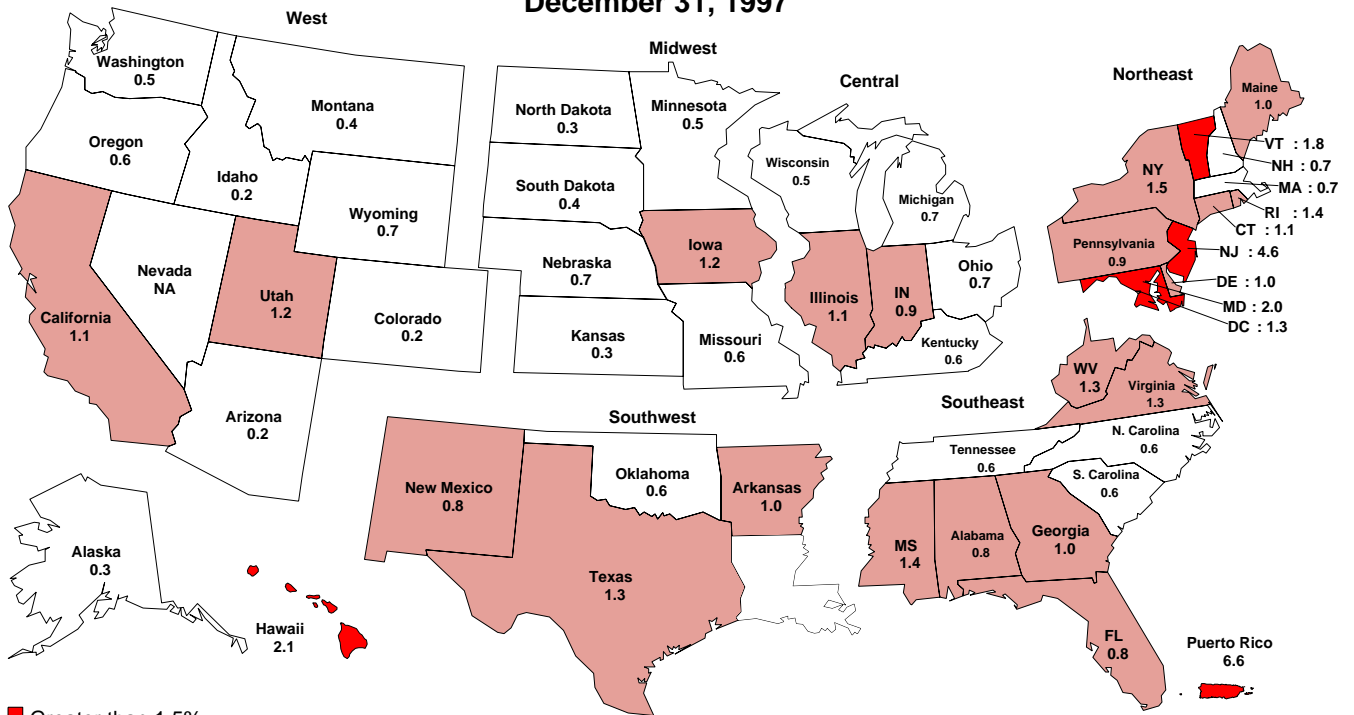 December 31, 1997
West
Washington
0.5
Oregon
0.6
Idaho
0.2
Montana
0.4
Wyoming
0.7
Nevada
NA
Utah
1.2
California
1.1
Colorado
0.2
Arizona
0.2
Alaska
0.3
Hawaii
2.1
Midwest
North Dakota
0.3
Minnesota
0.5
South Dakota
0.4
Nebraska
0.7
Iowa
1.2
Kansas
0.3
Missouri
0.6
Central
Wisconsin
0.5
Michigan
0.7
Illinois
1.1
IN
0.9
Ohio
0.7
Kentucky
0.6
Northeast
Maine
1.0
VT : 1.8
NH : 0.7
MA : 0.7
RI : 1.4
CT : 1.1
NJ : 4.6
DE : 1.0
MD : 2.0
DC : 1.3
NY
1.5
Pennsylvania
0.9
Southwest
New Mexico
0.8
Oklahoma
0.6
Arkansas
1.0
Texas
1.3
Southeast
WV
1.3
Virginia
1.3
Tennessee
0.6
N. Carolina
0.6
S. Carolina
0.6
MS
1.4
Alabama
0.8
Georgia
1.0
FL
0.8
Puerto Rico
6.6
Greater than 1.5%